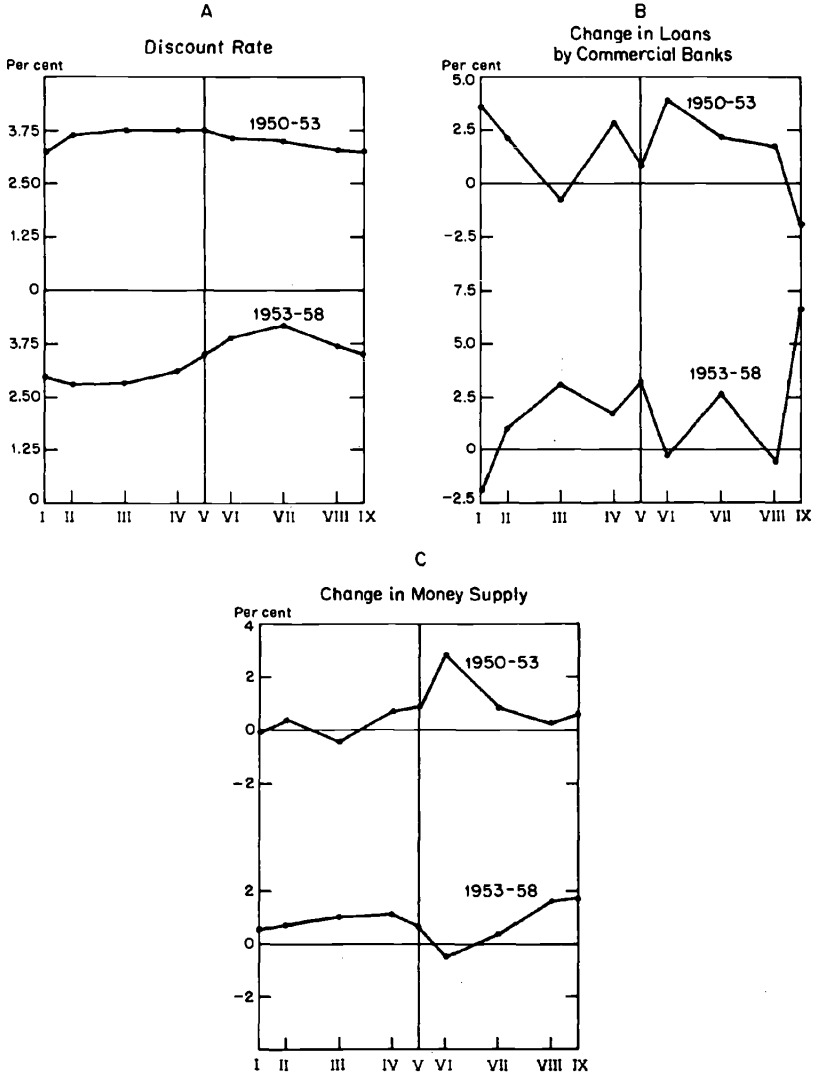 A
Discount Rate
Per cent
3.75
2.50
1.25
0
3.75
2.50
1.25
0
1950-53
1953-58
I II III IV V VI VII VIII IX
B
Change in Loans
by Commercial Banks
Per cent
5.0
2.5
0
-2.5
7.5
5.0
2.5
0
-2.5
1950-53
1953-58
I II III IV V VI VII VIII IX
C
Change in Money Supply
Per cent
4
2
0
-2
2
0
-2
1950-53
1953-58
I II III IV V VI VII VIII IX